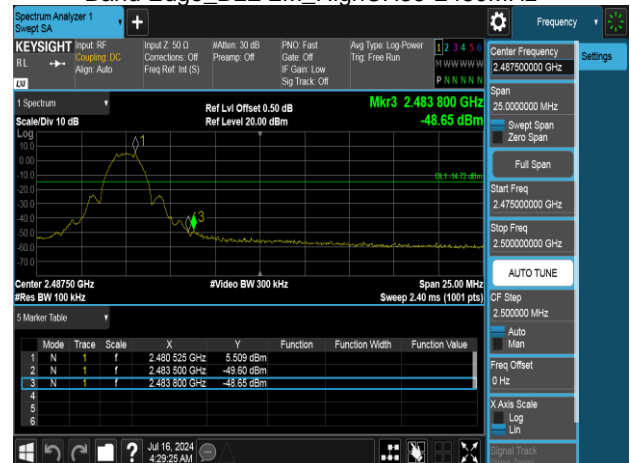 Spectrum Analyzer 1
Swept SA
Frequency
KEYSIGHT
RL
LXI
Input: RF
Coupling: DC
Align: Auto
Input Z: 50 Ω
Corrections: Off
Freq Ref: Int (S)
#Atten: 30 dB
Preamp: Off
PNO: Fast
Gate: Off
IF Gain: Low
Sig Track: Off
Avg Type: Log-Power
Trig: Free Run
1 2 3 4 5 6
M W W W W W
P N N N N N
Center Frequency
2.487500000 GHz
Settings
Span
25.0000000 MHz
Swept Span
Zero Span
Full Span
Start Freq
2.475000000 GHz
Stop Freq
2.500000000 GHz
AUTO TUNE
CF Step
2.500000 MHz
Auto
Man
Freq Offset
0 Hz
X Axis Scale
Log
Lin
Signal Track
1 Spectrum
Scale/Div 10 dB
Ref Lvl Offset 0.50 dB
Ref Level 20.00 dBm
Mkr3 2.483 800 GHz
-48.65 dBm
Log
10.0
0.00
-10.0
-20.0
-30.0
-40.0
-50.0
-60.0
-70.0
1
3
DL1 -14.72 dBm
Center 2.48750 GHz
#Res BW 100 kHz
#Video BW 300 kHz
Span 25.00 MHz
Sweep 2.40 ms (1001 pts)
5 Marker Table
Mode Trace Scale X Y Function Function Width Function Value
1 N 1 f 2.480 525 GHz 5.509 dBm
2 N 1 f 2.483 500 GHz -49.60 dBm
3 N 1 f 2.483 800 GHz -48.65 dBm
4
5
6
?
Jul 16, 2024
4:29:25 AM